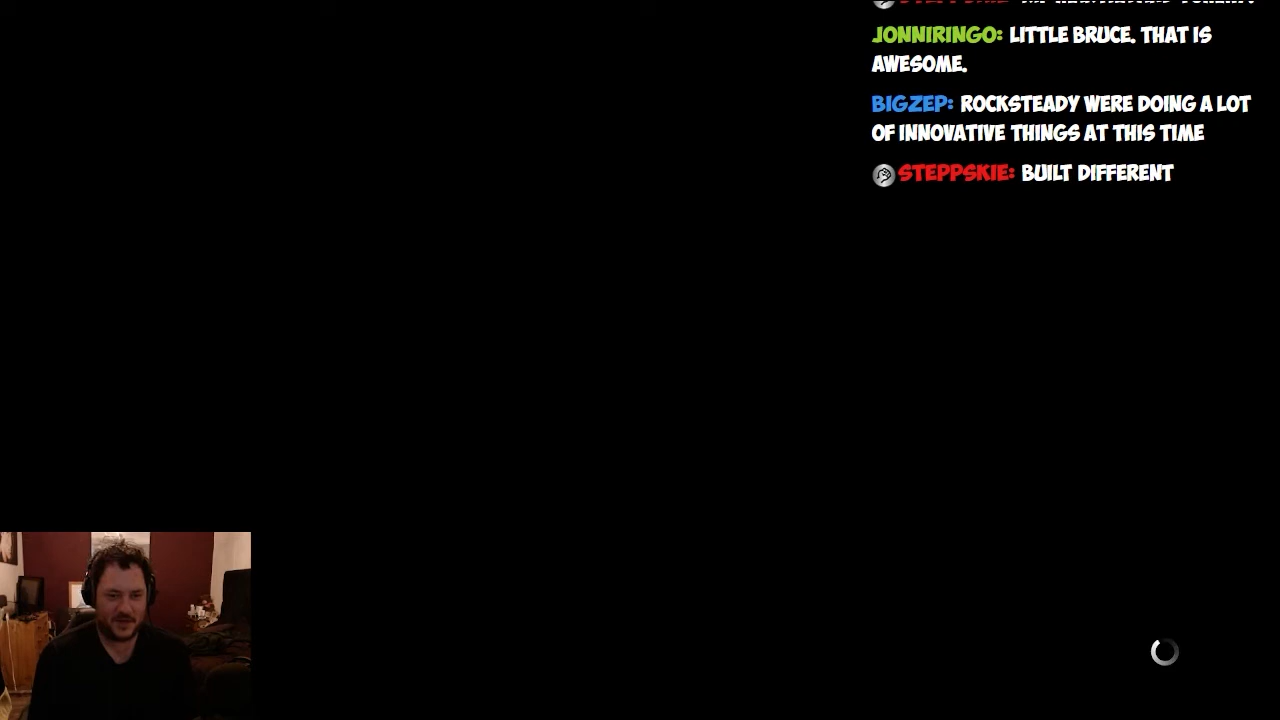 JONNIRINGO: LITTLE BRUCE. THAT IS
AWESOME.
BIGZEP: ROCKSTEADY WERE DOING A LOT
OF INNOVATIVE THINGS AT THIS TIME
STEPPSKIE: BUILT DIFFERENT